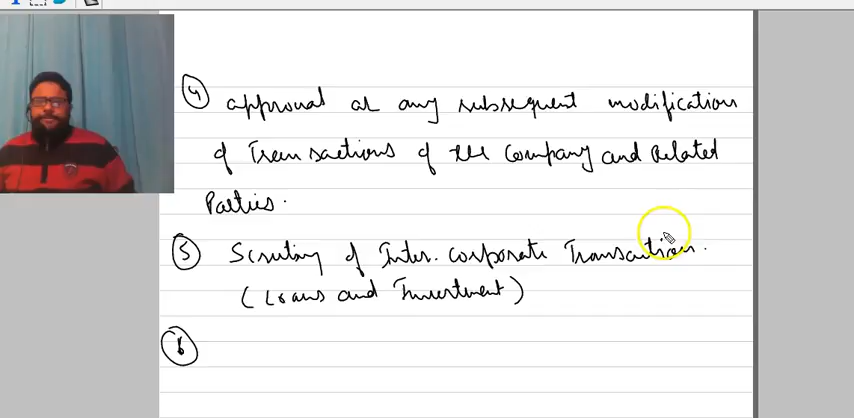 ④ approval or any subsequent modification
of Transactions of the Company and Related
Parties.
⑤ Scrutiny of Inter-corporate Transactions.
(Loans and Investment)
⑥